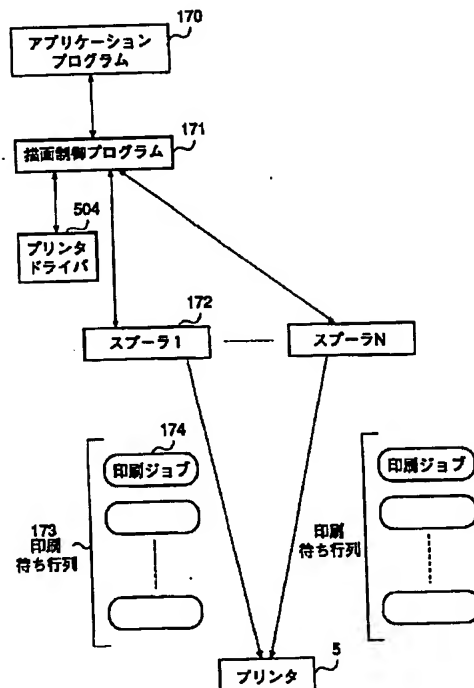 170
アプリケーション
プログラム
171
描画制御プログラム
504
プリンタ
ドライバ
172
スプーラ1
スプーラN
174
印刷ジョブ
173
印刷
待ち行列
印刷ジョブ
印刷
待ち行列
5
プリンタ